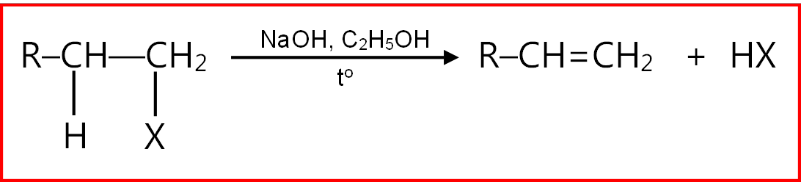 NaOH, C₂H₅OH
R–CH—CH₂ t° R–CH=CH₂ + HX
H X